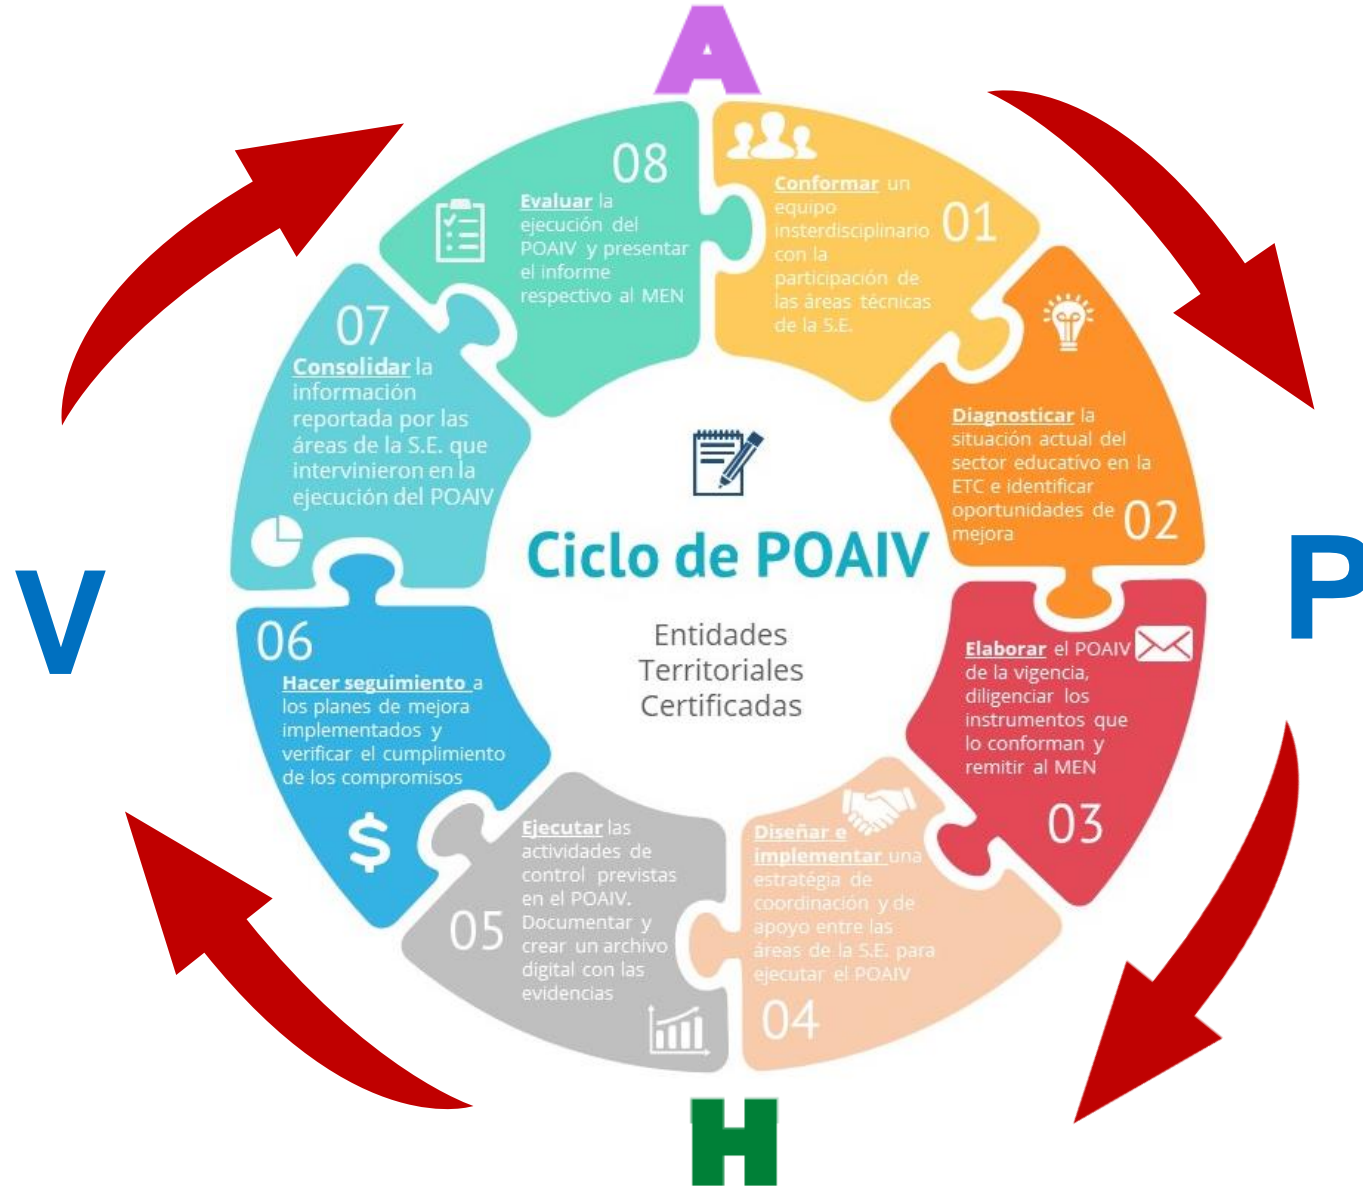 A
08
Evaluar la
ejecución del
POAIV y presentar
el informe
respectivo al MEN
Conformar un
equipo
insterdisciplinario
con la
participación de
las áreas técnicas
de la S.E.
01
07
Consolidar la
información
reportada por las
áreas de la S.E. que
intervinieron en la
ejecución del POAIV
Diagnosticar la
situación actual del
sector educativo en la
ETC e identificar
oportunidades de
mejora
02
Ciclo de POAIV
Entidades
Territoriales
Certificadas
V
P
06
Hacer seguimiento a
los planes de mejora
implementados y
verificar el cumplimiento
de los compromisos
$
Elaborar el POAIV
de la vigencia,
diligenciar los
instrumentos que
lo conforman y
remitir al MEN
03
05
Ejecutar las
actividades de
control previstas
en el POAIV.
Documentar y
crear un archivo
digital con las
evidencias
Diseñar e
implementar una
estratégia de
coordinación y de
apoyo entre las
áreas de la S.E. para
ejecutar el POAIV
04
H